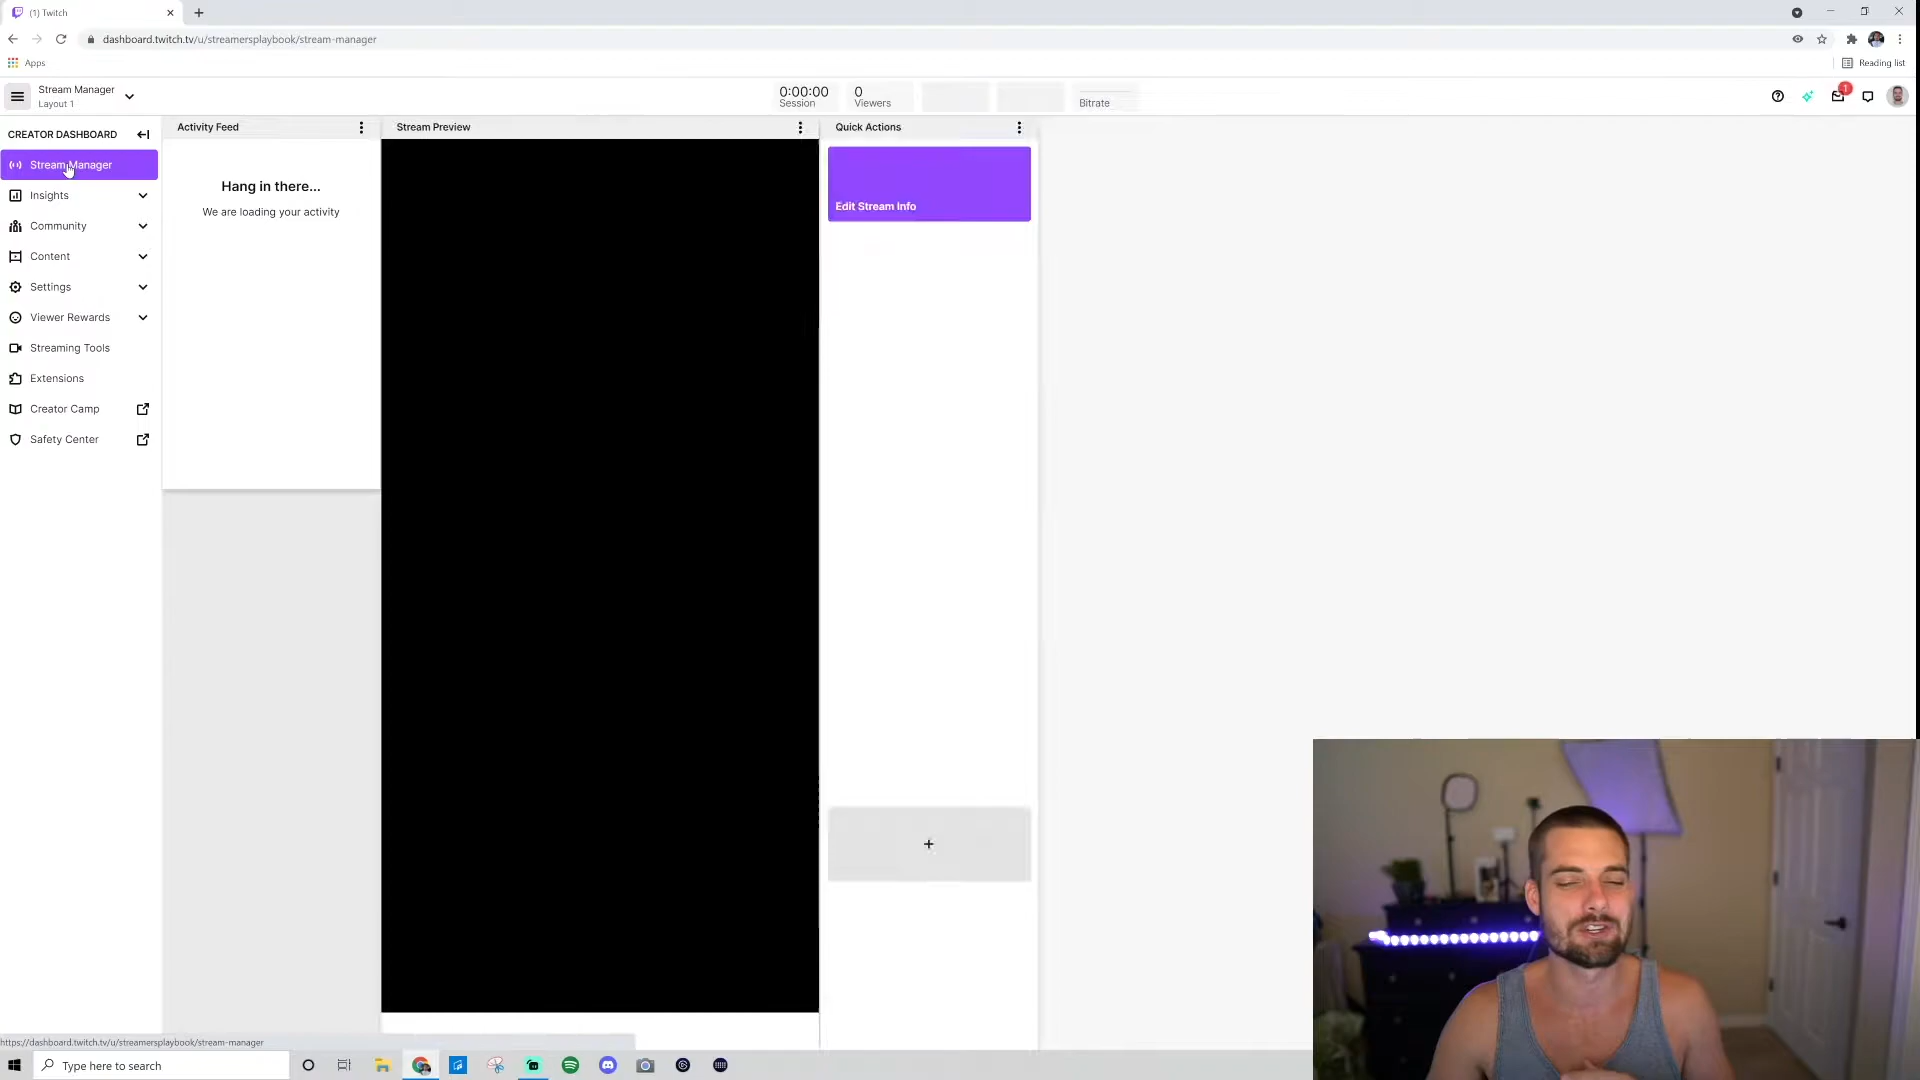 (1) Twitch
dashboard.twitch.tv/u/streamersplaybook/stream-manager
Apps
Reading list
Stream Manager
Layout 1
0:00:00
Session
0
Viewers
Bitrate
1
CREATOR DASHBOARD
Stream Manager
Insights
Community
Content
Settings
Viewer Rewards
Streaming Tools
Extensions
Creator Camp
Safety Center
Activity Feed
Hang in there...
We are loading your activity
Stream Preview
Quick Actions
Edit Stream Info
+
https://dashboard.twitch.tv/u/streamersplaybook/stream-manager
Type here to search